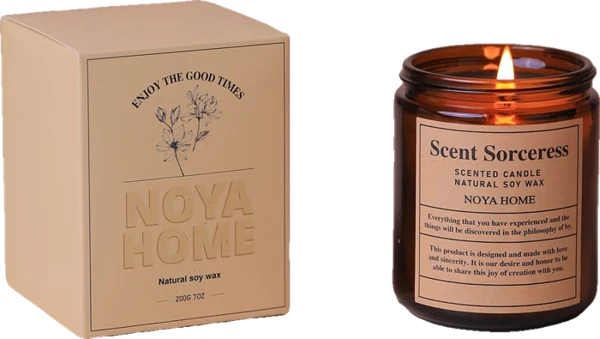 ENJOY THE GOOD TIMES
NOYA
HOME
Natural soy wax
200G 7OZ
Scent Sorceress
SCENTED CANDLE
NATURAL SOY WAX
NOYA HOME
Everything that you have experienced and the
things will be discovered in the philosophy of by.
This product is designed and made with love
and sincerity. It is our desire and honor to be
able to share this joy of creation with you.